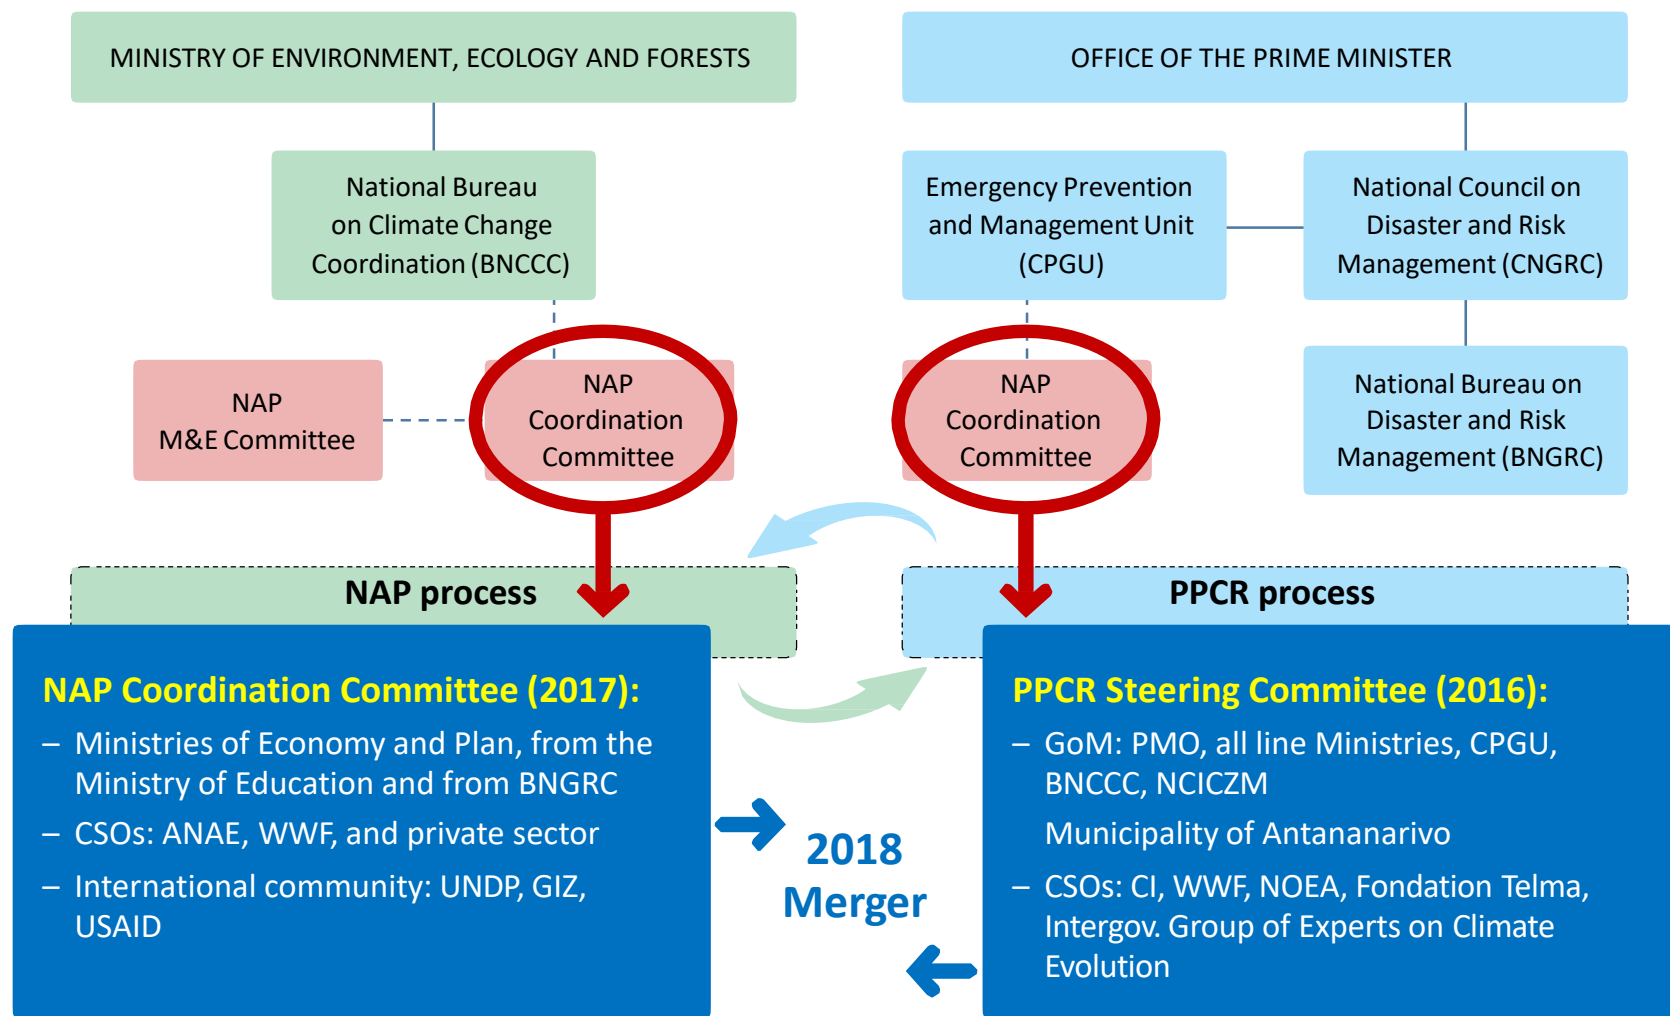 MINISTRY OF ENVIRONMENT, ECOLOGY AND FORESTS
OFFICE OF THE PRIME MINISTER
National Bureau
on Climate Change
Coordination (BNCCC)
Emergency Prevention
and Management Unit
(CPGU)
National Council on
Disaster and Risk
Management (CNGRC)
NAP
M&E Committee
NAP
Coordination
Committee
NAP
Coordination
Committee
National Bureau on
Disaster and Risk
Management (BNGRC)
NAP process
PPCR process
NAP Coordination Committee (2017):
– Ministries of Economy and Plan, from the
Ministry of Education and from BNGRC
– CSOs: ANAE, WWF, and private sector
– International community: UNDP, GIZ,
USAID
2018
Merger
PPCR Steering Committee (2016):
– GoM: PMO, all line Ministries, CPGU,
BNCCC, NCICZM
Municipality of Antananarivo
– CSOs: CI, WWF, NOEA, Fondation Telma,
Intergov. Group of Experts on Climate
Evolution